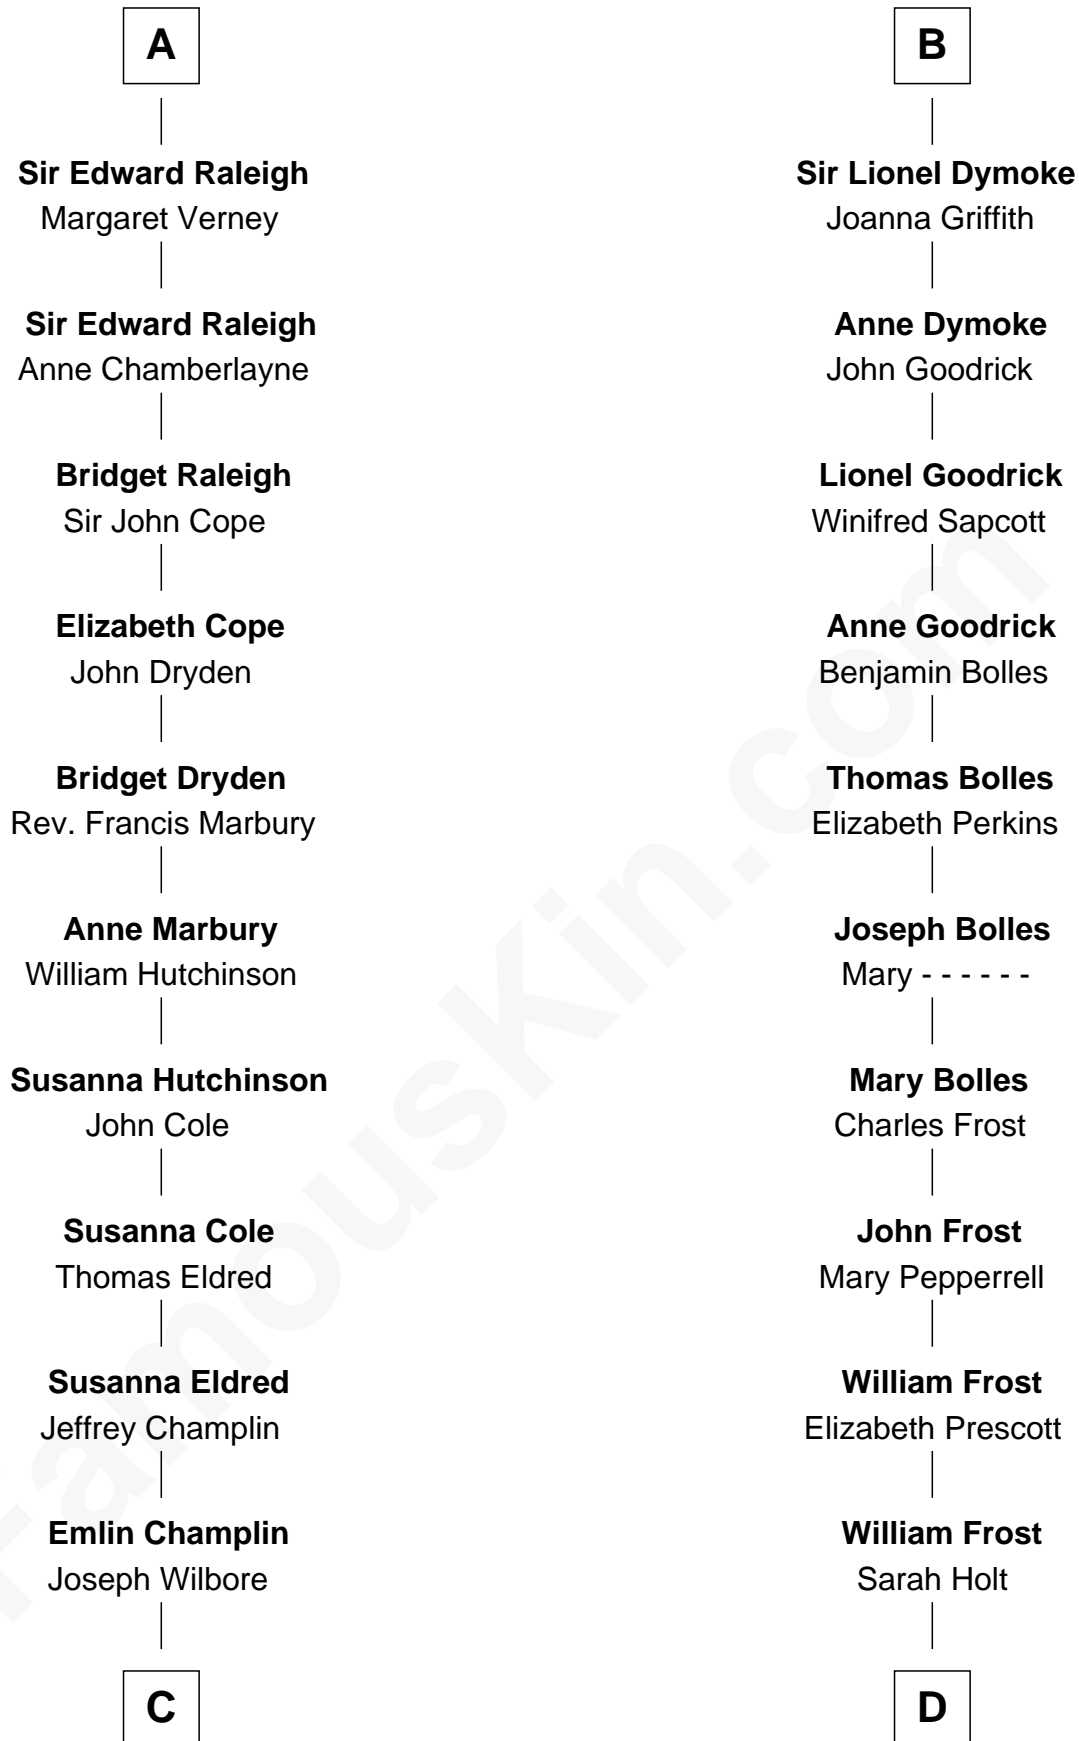 A
Sir Edward Raleigh
Margaret Verney
Sir Edward Raleigh
Anne Chamberlayne
Bridget Raleigh
Sir John Cope
Elizabeth Cope
John Dryden
Bridget Dryden
Rev. Francis Marbury
Anne Marbury
William Hutchinson
Susanna Hutchinson
John Cole
Susanna Cole
Thomas Eldred
Susanna Eldred
Jeffrey Champlin
Emlin Champlin
Joseph Wilbore
C
B
Sir Lionel Dymoke
Joanna Griffith
Anne Dymoke
John Goodrick
Lionel Goodrick
Winifred Sapcott
Anne Goodrick
Benjamin Bolles
Thomas Bolles
Elizabeth Perkins
Joseph Bolles
Mary - - - - - -
Mary Bolles
Charles Frost
John Frost
Mary Pepperrell
William Frost
Elizabeth Prescott
William Frost
Sarah Holt
D
FamousKin.com